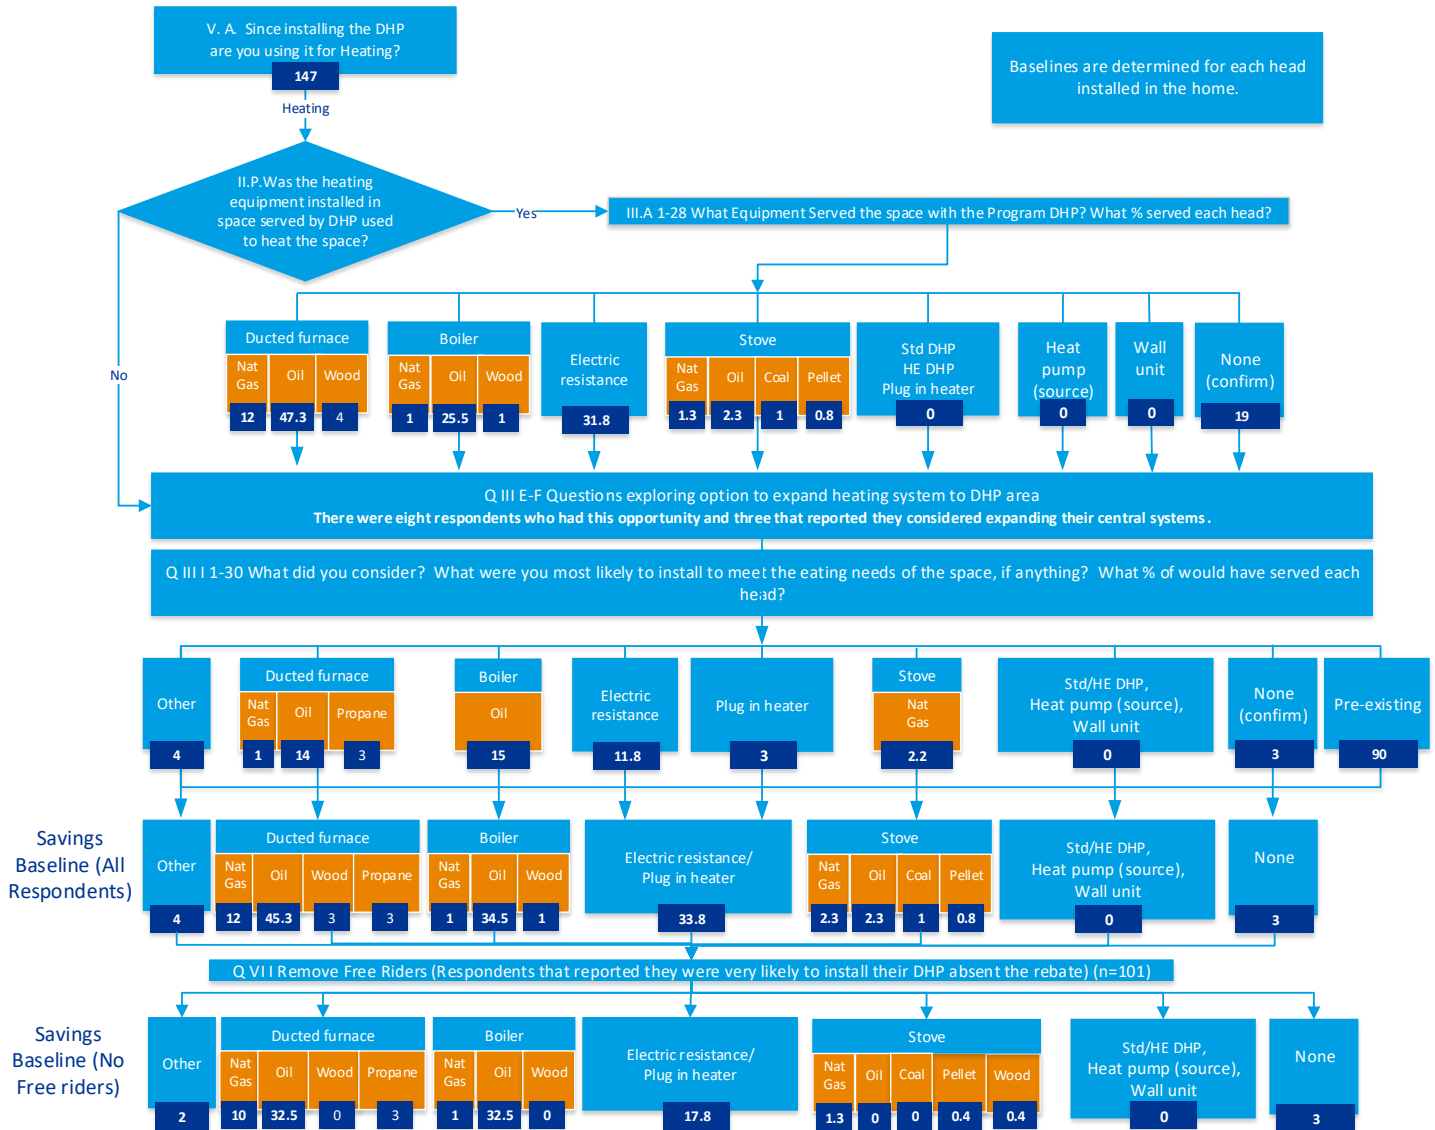 V. A.  Since installing the DHP
are you using it for Heating?
147
Heating
Baselines are determined for each head
installed in the home.
II.P.Was the heating
equipment installed in
space served by DHP used
to heat the space?
Yes
No
III.A 1-28 What Equipment Served the space with the Program DHP? What % served each head?
Ducted furnace
Nat
Gas
Oil
Wood
12
47.3
4
Boiler
Nat
Gas
Oil
Wood
1
25.5
1
Electric
resistance
31.8
Stove
Nat
Gas
Oil
Coal
Pellet
1.3
2.3
1
0.8
Std DHP
HE DHP
Plug in heater
0
Heat
pump
(source)
0
Wall
unit
0
None
(confirm)
19
Q III E-F Questions exploring option to expand heating system to DHP area
There were eight respondents who had this opportunity and three that reported they considered expanding their central systems.
Q III I 1-30 What did you consider?  What were you most likely to install to meet the eating needs of the space, if anything?  What % of would have served each
head?
Other
4
Ducted furnace
Nat
Gas
Oil
Propane
1
14
3
Boiler
Oil
15
Electric
resistance
11.8
Plug in heater
3
Stove
Nat
Gas
2.2
Std/HE DHP,
Heat pump (source),
Wall unit
0
None
(confirm)
3
Pre-existing
90
Savings
Baseline (All
Respondents)
Other
4
Ducted furnace
Nat
Gas
Oil
Wood
Propane
12
45.3
3
3
Boiler
Nat
Gas
Oil
Wood
1
34.5
1
Electric resistance/
Plug in heater
33.8
Stove
Nat
Gas
Oil
Coal
Pellet
2.3
2.3
1
0.8
Std/HE DHP,
Heat pump (source),
Wall unit
0
None
3
Q VI I Remove Free Riders (Respondents that reported they were very likely to install their DHP absent the rebate) (n=101)
Savings
Baseline (No
Free riders)
Other
2
Ducted furnace
Nat
Gas
Oil
Wood
Propane
10
32.5
0
3
Boiler
Nat
Gas
Oil
Wood
1
32.5
0
Electric resistance/
Plug in heater
17.8
Stove
Nat
Gas
Oil
Coal
Pellet
Wood
1.3
0
0
0.4
0.4
Std/HE DHP,
Heat pump (source),
Wall unit
0
None
3